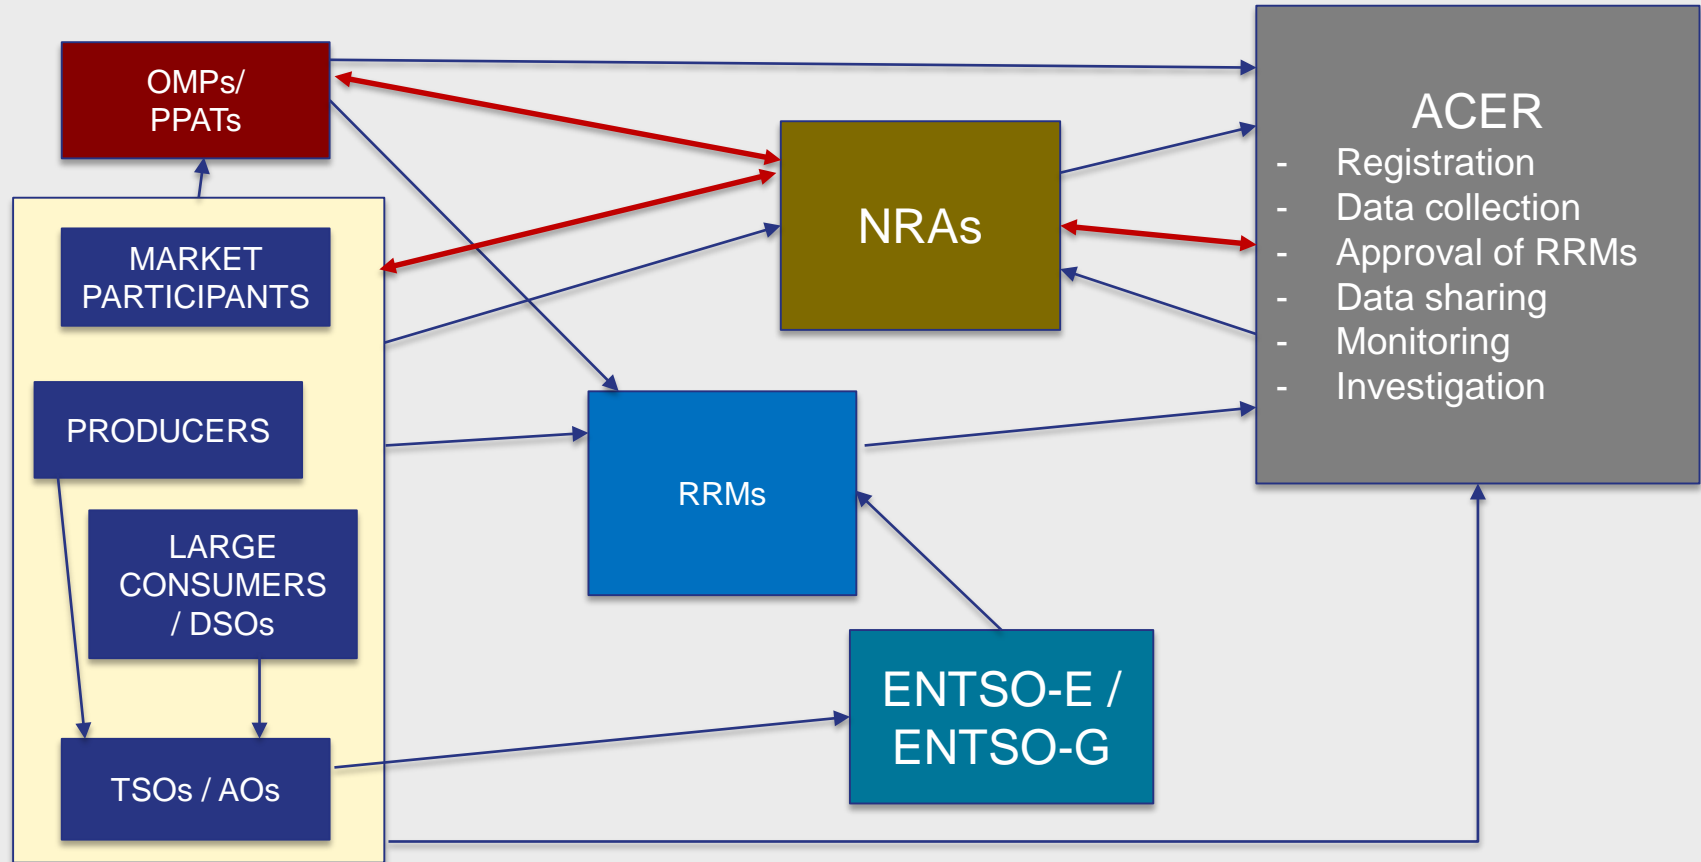 OMPs/
PPATs
MARKET
PARTICIPANTS
PRODUCERS
LARGE
CONSUMERS
/ DSOs
TSOs / AOs
NRAs
RRMs
ENTSO-E /
ENTSO-G
ACER
- Registration
- Data collection
- Approval of RRMs
- Data sharing
- Monitoring
- Investigation